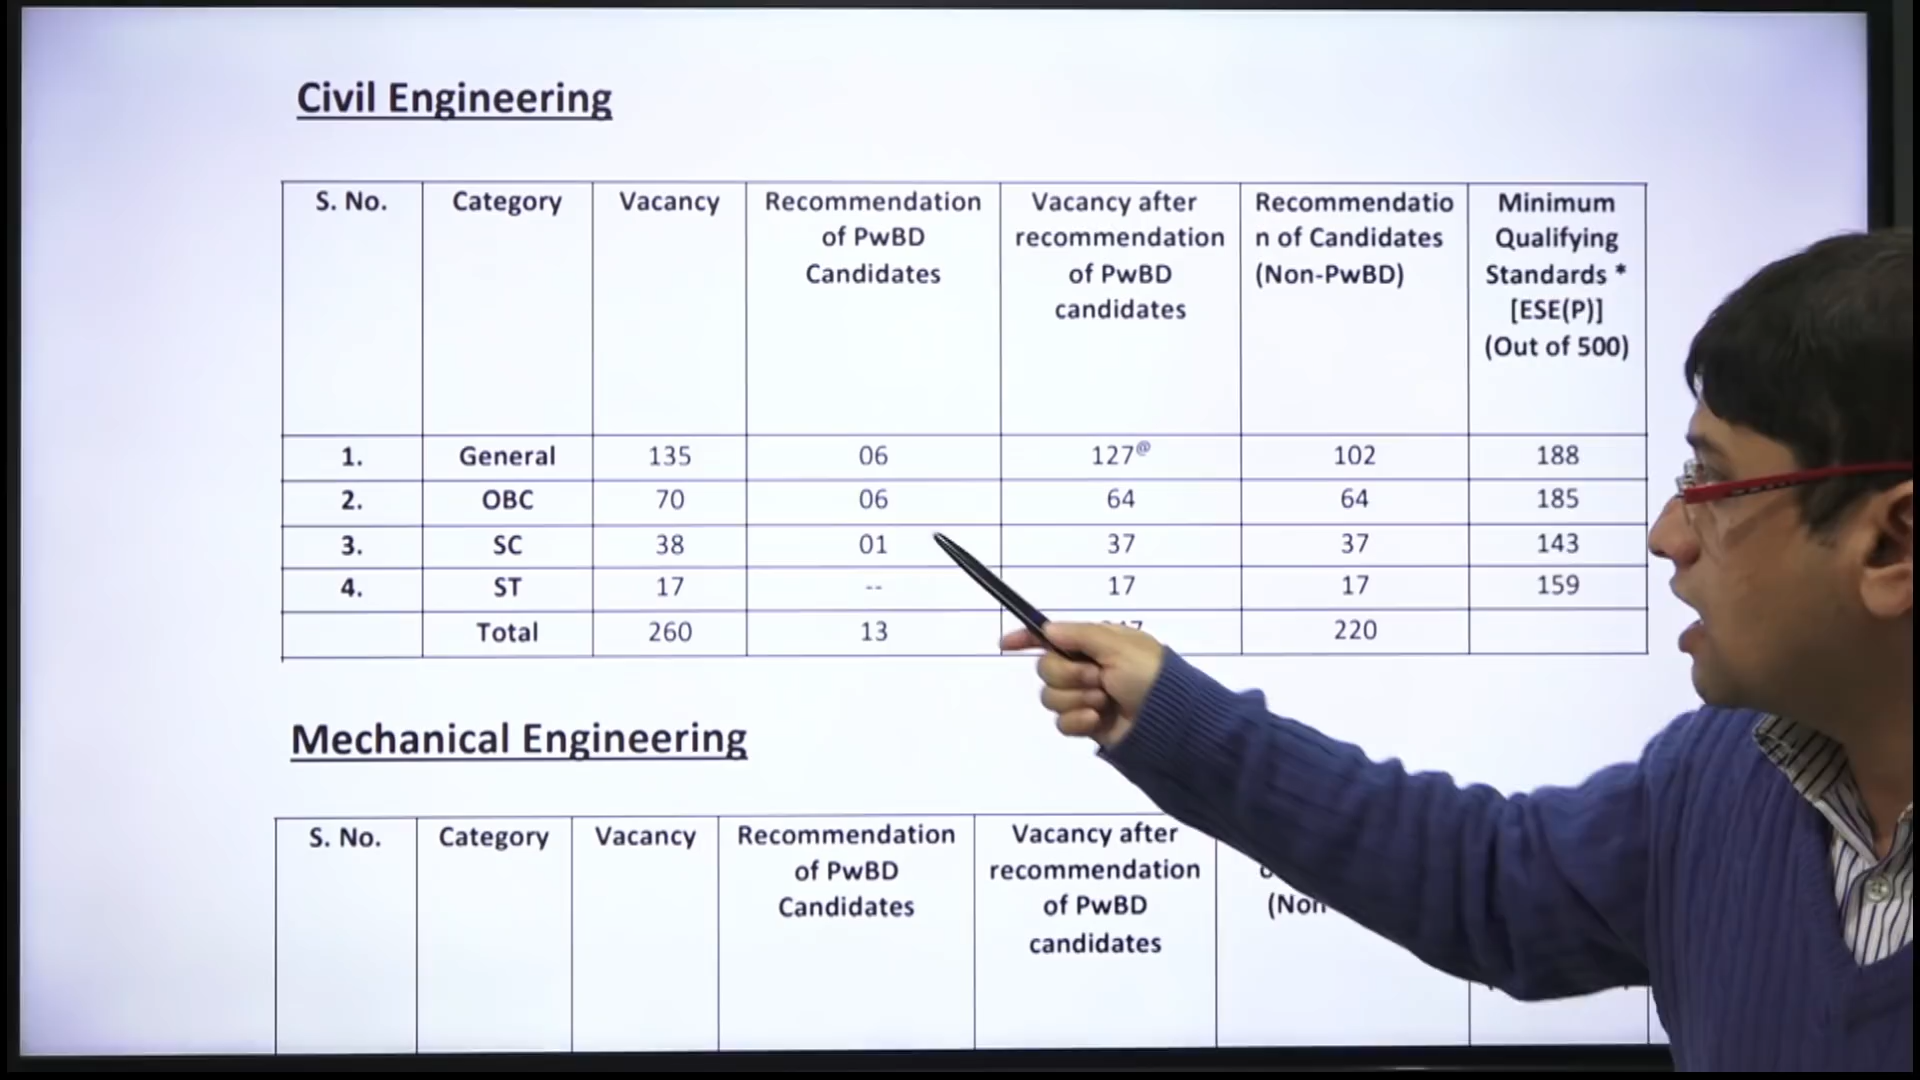 Civil Engineering
S. No. Category Vacancy Recommendation of PwBD Candidates Vacancy after recommendation of PwBD candidates Recommendatio n of Candidates (Non-PwBD) Minimum Qualifying Standards * [ESE(P)] (Out of 500)
1. General 135 06 127@ 102 188
2. OBC 70 06 64 64 185
3. SC 38 01 37 37 143
4. ST 17 -- 17 17 159
Total 260 13 220
Mechanical Engineering
S. No. Category Vacancy Recommendation of PwBD Candidates Vacancy after recommendation of PwBD candidates